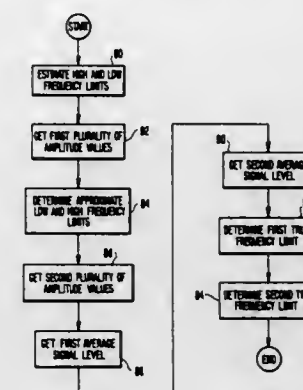 START
80
ESTIMATE HIGH AND LOW
FREQUENCY LIMITS
82
GET FIRST PLURALITY OF
AMPLITUDE VALUES
84
DETERMINE APPROXIMATE
LOW AND HIGH FREQUENCY
LIMITS
GET SECOND PLURALITY OF
AMPLITUDE VALUES
GET FIRST AVERAGE
SIGNAL LEVEL
GET SECOND AVERAGE
SIGNAL LEVEL
DETERMINE FIRST
FREQUENCY LIMIT
94
DETERMINE SECOND
FREQUENCY LIMIT
END